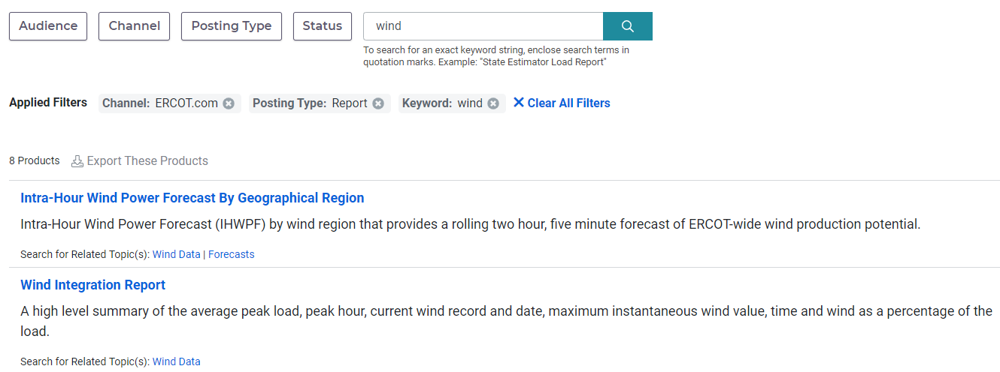 Audience Channel Posting Type Status wind
To search for an exact keyword string, enclose search terms in
quotation marks. Example: "State Estimator Load Report"
Applied Filters Channel: ERCOT.com Posting Type: Report Keyword: wind Clear All Filters
8 Products Export These Products
Intra-Hour Wind Power Forecast By Geographical Region
Intra-Hour Wind Power Forecast (IHWPF) by wind region that provides a rolling two hour, five minute forecast of ERCOT-wide wind production potential.
Search for Related Topic(s): Wind Data | Forecasts
Wind Integration Report
A high level summary of the average peak load, peak hour, current wind record and date, maximum instantaneous wind value, time and wind as a percentage of the
load.
Search for Related Topic(s): Wind Data